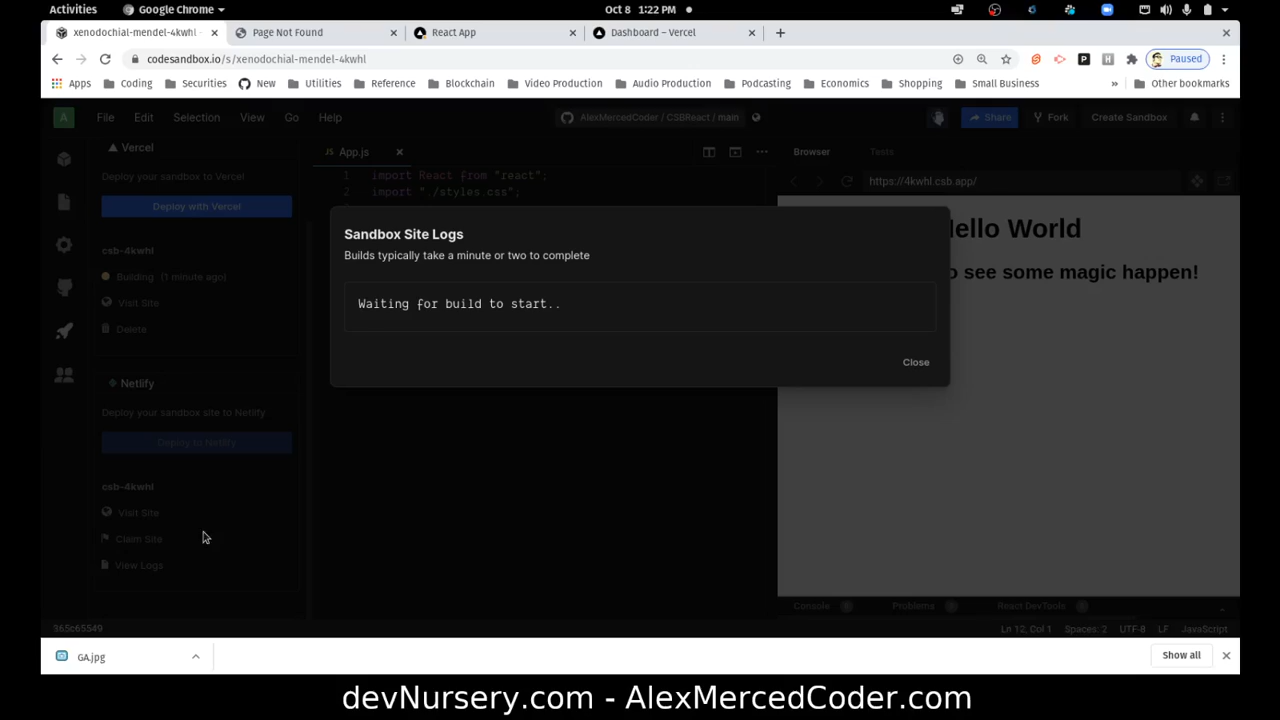 Activities
Google Chrome
Oct 8 1:22 PM
xenodochial-mendel-4kwhl -
Page Not Found
React App
Dashboard – Vercel
codesandbox.io/s/xenodochial-mendel-4kwhl
Paused
Apps
Coding
Securities
New
Utilities
Reference
Blockchain
Video Production
Audio Production
Podcasting
Economics
Shopping
Small Business
»
Other bookmarks
A
File
Edit
Selection
View
Go
Help
AlexMercedCoder / CSBReact / main
Share
Fork
Create Sandbox
Vercel
Deploy your sandbox to Vercel
Deploy with Vercel
csb-4kwhl
Building (1 minute ago)
Visit Site
Delete
Netlify
Deploy your sandbox site to Netlify
Deploy to Netlify
csb-4kwhl
Visit Site
Claim Site
View Logs
JS App.js
1 import React from "react";
2 import "./styles.css";
Sandbox Site Logs
Builds typically take a minute or two to complete
Waiting for build to start..
Close
Browser
Tests
https://4kwhl.csb.app/
ello World
o see some magic happen!
Console
Problems
React DevTools
365c65549
Ln 12, Col 1
Spaces: 2
UTF-8
LF
JavaScript
GA.jpg
Show all
devNursery.com - AlexMercedCoder.com